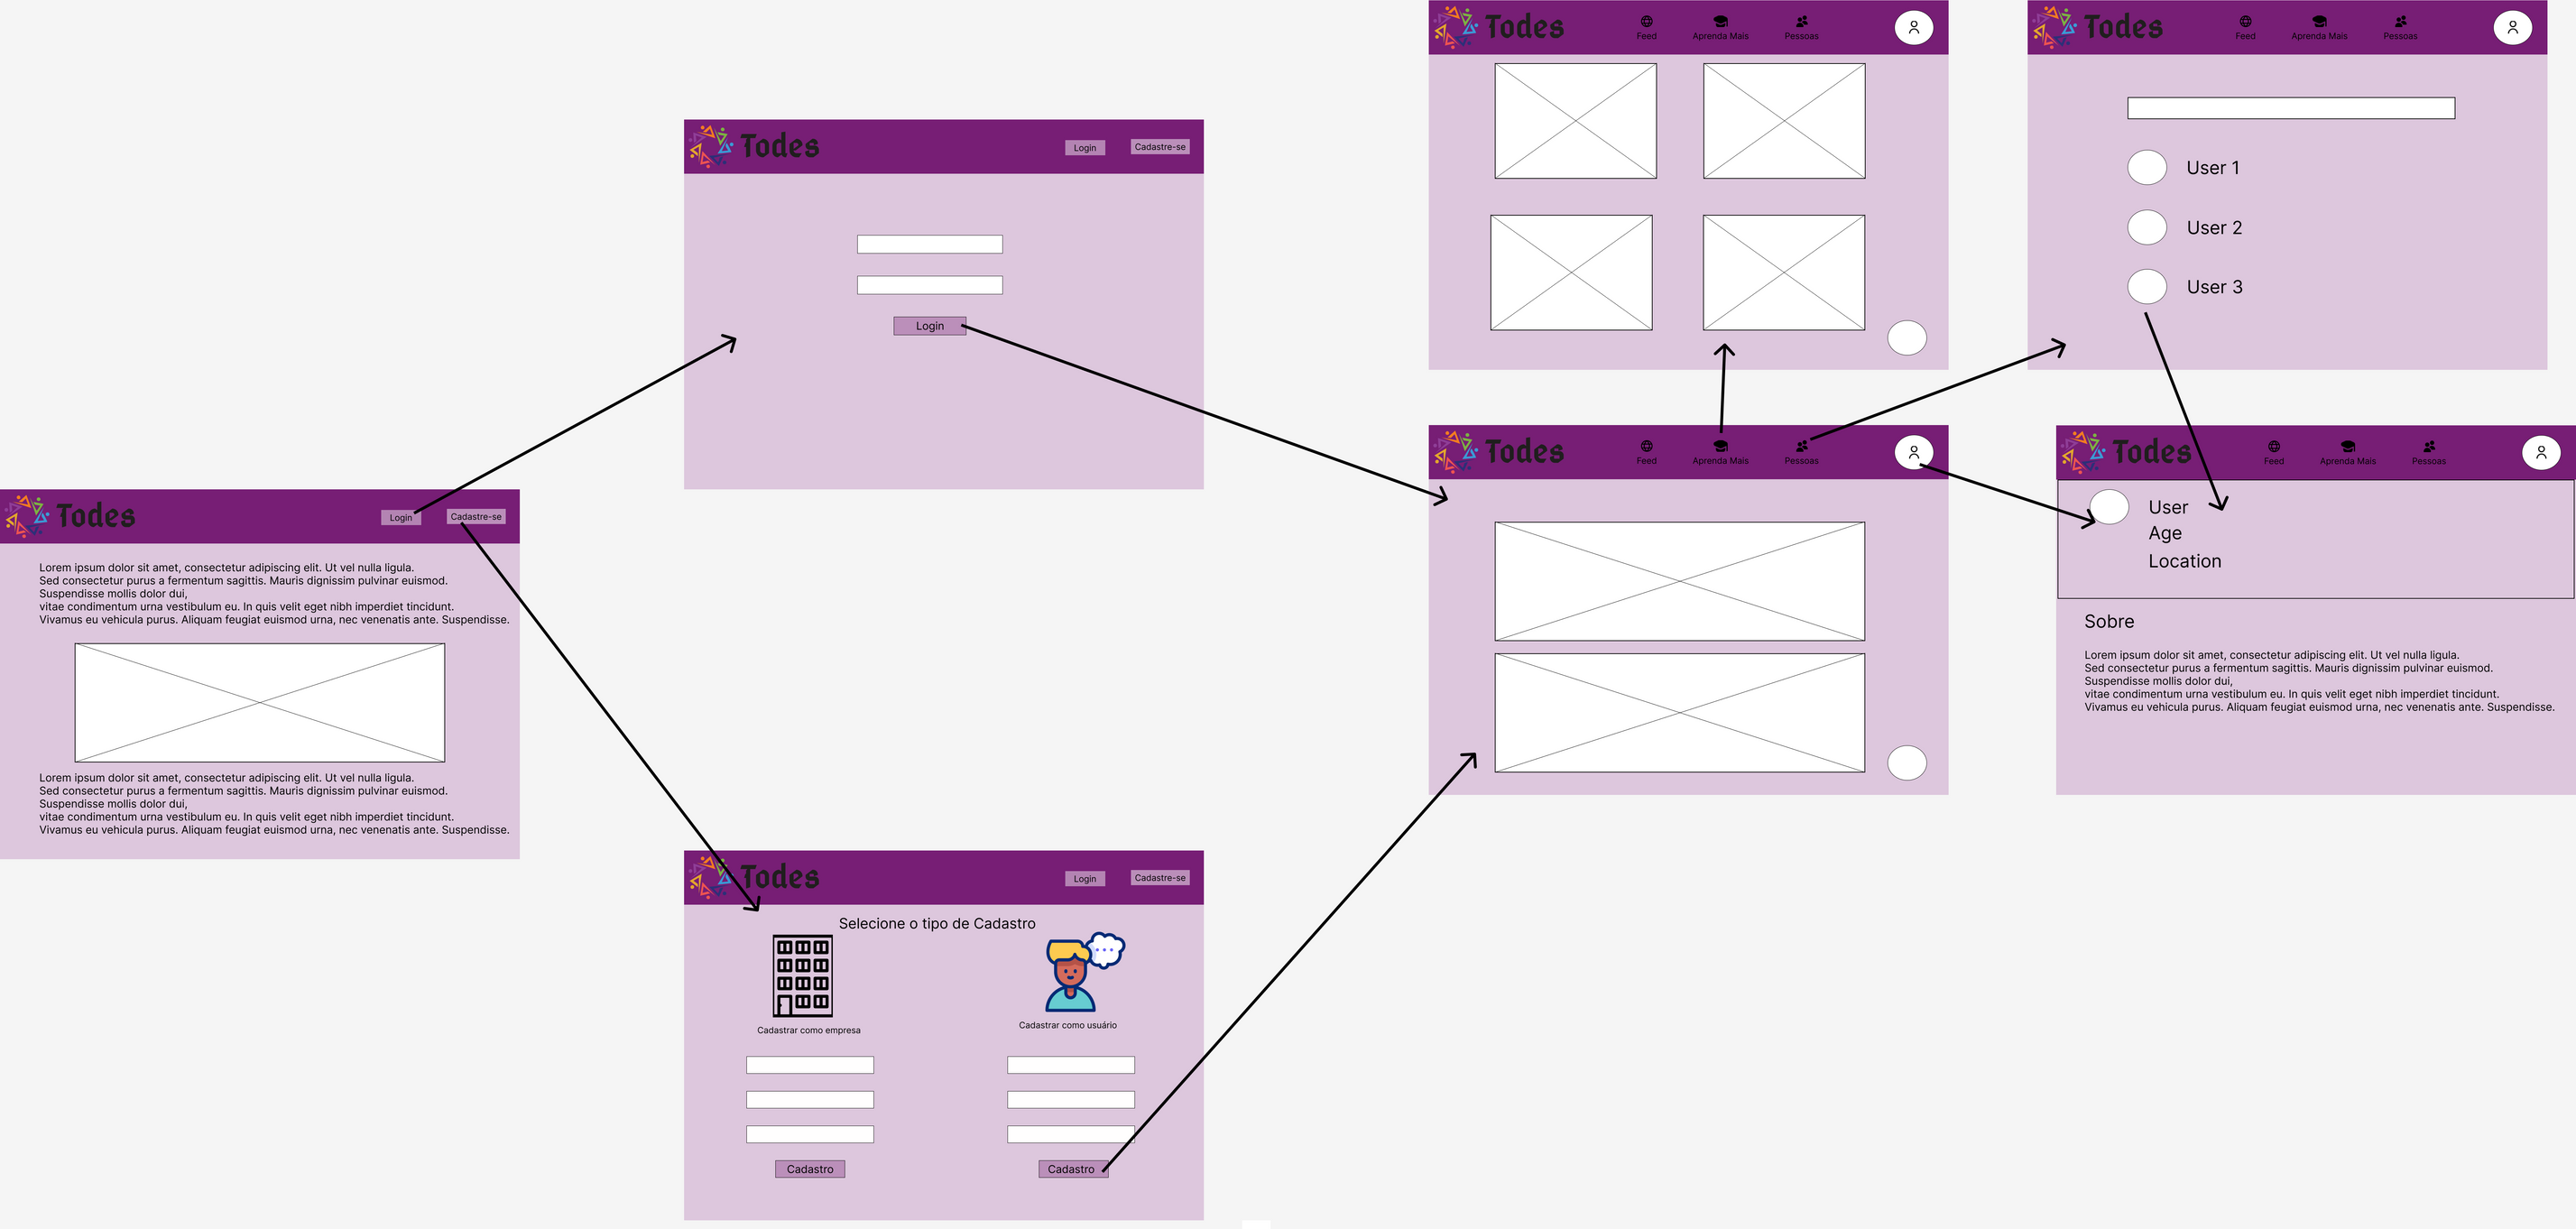 Todes
Login
Cadastre-se
Lorem ipsum dolor sit amet, consectetur adipiscing elit. Ut vel nulla ligula.
Sed consectetur purus a fermentum sagittis. Mauris dignissim pulvinar euismod.
Suspendisse mollis dolor dui,
vitae condimentum urna vestibulum eu. In quis velit eget nibh imperdiet tincidunt.
Vivamus eu vehicula purus. Aliquam feugiat euismod urna, nec venenatis ante. Suspendisse.
Lorem ipsum dolor sit amet, consectetur adipiscing elit. Ut vel nulla ligula.
Sed consectetur purus a fermentum sagittis. Mauris dignissim pulvinar euismod.
Suspendisse mollis dolor dui,
vitae condimentum urna vestibulum eu. In quis velit eget nibh imperdiet tincidunt.
Vivamus eu vehicula purus. Aliquam feugiat euismod urna, nec venenatis ante. Suspendisse.
Todes
Login
Cadastre-se
Login
Todes
Login
Cadastre-se
Selecione o tipo de Cadastro
Cadastrar como empresa
Cadastrar como usuário
Cadastro
Cadastro
Todes
Feed
Aprenda Mais
Pessoas
Todes
Feed
Aprenda Mais
Pessoas
Todes
Feed
Aprenda Mais
Pessoas
User 1
User 2
User 3
Todes
Feed
Aprenda Mais
Pessoas
User
Age
Location
Sobre
Lorem ipsum dolor sit amet, consectetur adipiscing elit. Ut vel nulla ligula.
Sed consectetur purus a fermentum sagittis. Mauris dignissim pulvinar euismod.
Suspendisse mollis dolor dui,
vitae condimentum urna vestibulum eu. In quis velit eget nibh imperdiet tincidunt.
Vivamus eu vehicula purus. Aliquam feugiat euismod urna, nec venenatis ante. Suspendisse.